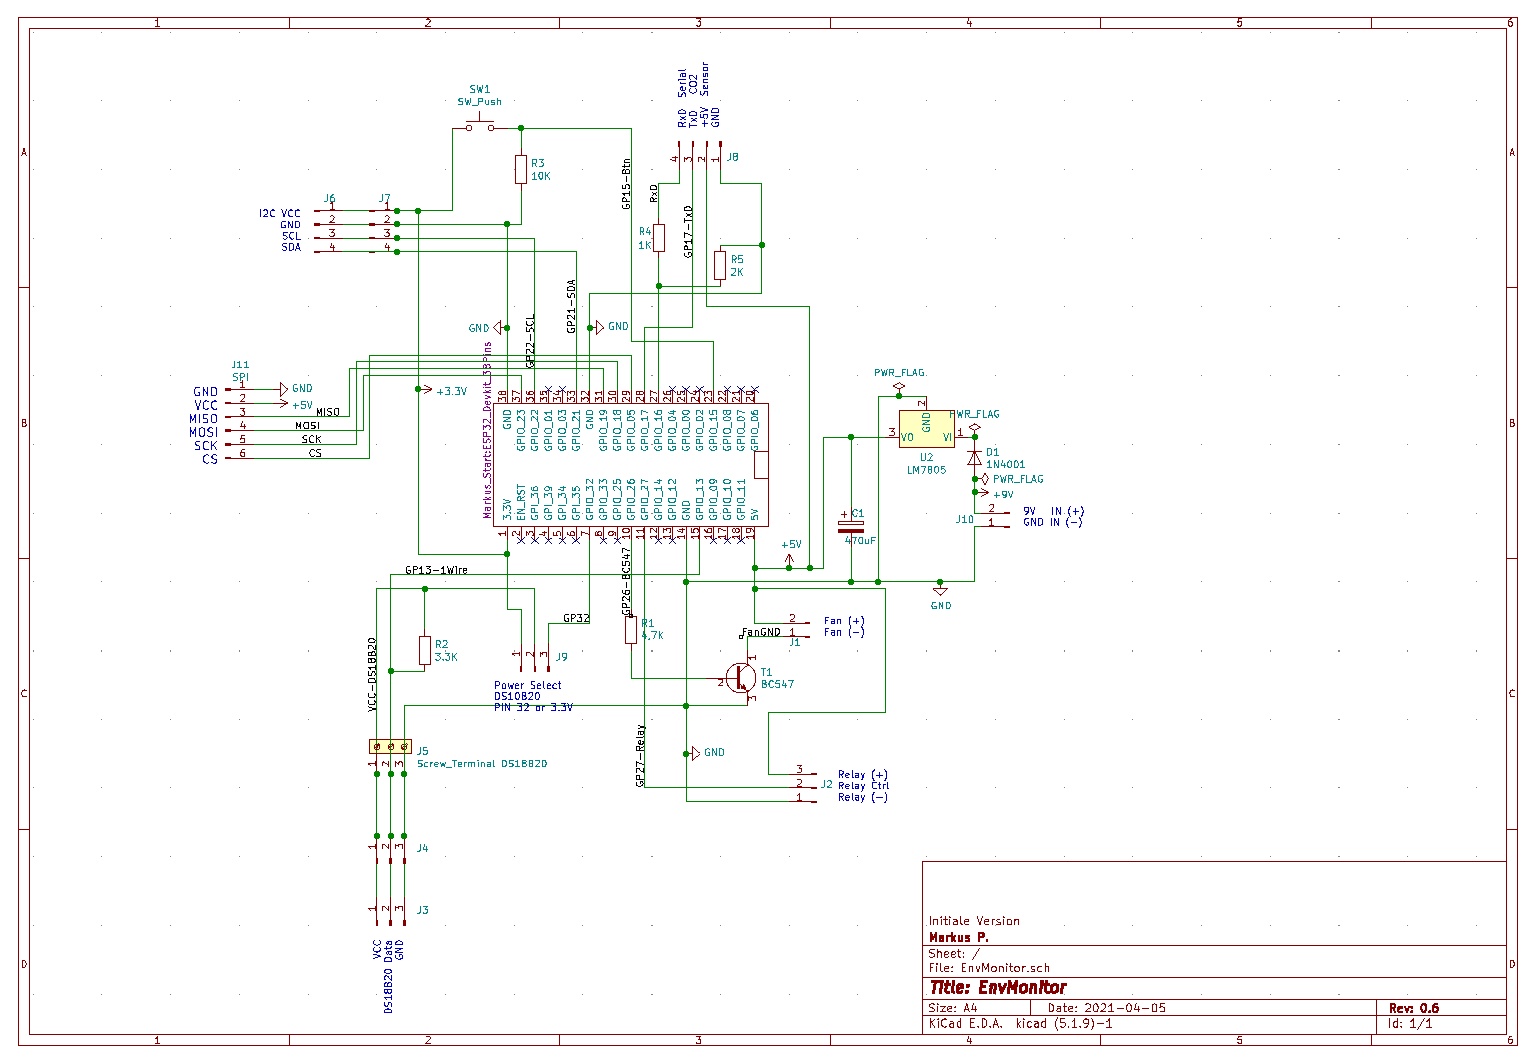 1 2 3 4 5 6
A
B
C
D
SW1
SW_Push
R3
10K
GP15-Btn
Serial
CO2
Sensor
RxD
TxD
+5V
GND
4 3 2 1
J8
RxD
R4
1K
GP17-TxD
R5
2K
J6
J7
I2C VCC
GND
SCL
SDA
1 1
2 2
3 3
4 4
GND
GP22-SCL
GP21-SDA
GND
+3.3V
J11
SPI
GND 1
VCC 2
MISO 3
MOSI 4
SCK 5
CS 6
GND
+5V
MISO
MOSI
SCK
CS
Markus_Start:ESP32_Devkit_38Pins
38 37 36 35 34 33 32 31 30 29 28 27 26 25 24 23 22 21 20
GND
GPIO_23
GPIO_22
GPIO_01
GPIO_03
GPIO_21
GND
GPIO_19
GPIO_18
GPIO_05
GPIO_17
GPIO_16
GPIO_04
GPIO_00
GPIO_02
GPIO_15
GPIO_08
GPIO_07
GPIO_06
3.3V
EN_RST
GPI_36
GPI_39
GPI_34
GPI_35
GPIO_32
GPIO_33
GPIO_25
GPIO_26
GPIO_27
GPIO_14
GPIO_12
GND
GPIO_13
GPIO_09
GPIO_10
GPIO_11
5V
1 2 3 4 5 6 7 8 9 10 11 12 13 14 15 16 17 18 19
PWR_FLAG
2
GND
PWR_FLAG
3 VO VI 1
U2
LM7805
D1
1N4001
PWR_FLAG
+9V
J10
2 9V IN (+)
1 GND IN (-)
+ C1
470uF
+5V
GND
GP13-1Wire
GP26-BC547
R1
4,7K
GP32
R2
3.3K
VCC-DS18B20
1 2 3
J9
Power Select
DS10B20
PIN 32 or 3.3V
2 Fan (+)
1 Fan (-)
J1
FanGND
1
2
3
T1
BC547
GP27-Relay
GND
3 Relay (+)
2 Relay Ctrl
1 Relay (-)
J2
J5
Screw_Terminal DS18B20
1 2 3
1 2 3
J4
1 2 3
J3
VCC
Data
GND
DS18B20
Initiale Version
Markus P.
Sheet: /
File: EnvMonitor.sch
Title: EnvMonitor
Size: A4
Date: 2021-04-05
Rev: 0.6
KiCad E.D.A. kicad (5.1.9)-1
Id: 1/1
A
B
C
D
1 2 3 4 5 6